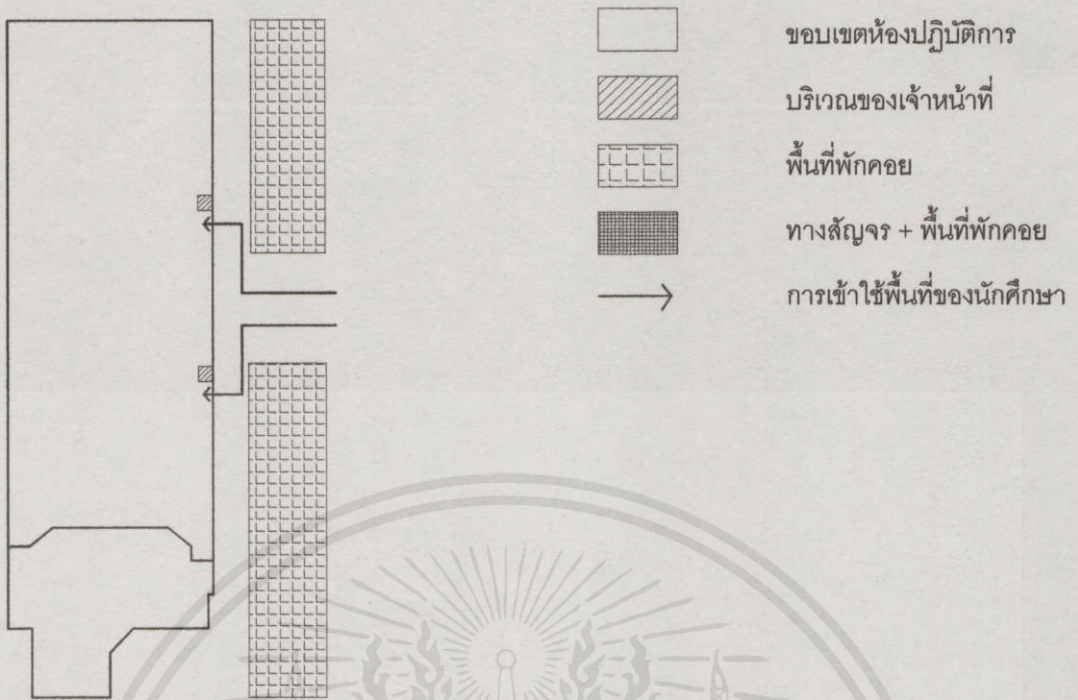 ขอบเขตห้องปฏิบัติการ
บริเวณของเจ้าหน้าที่
พื้นที่พักคอย
ทางสัญจร + พื้นที่พักคอย
การเข้าใช้พื้นที่ของนักศึกษา